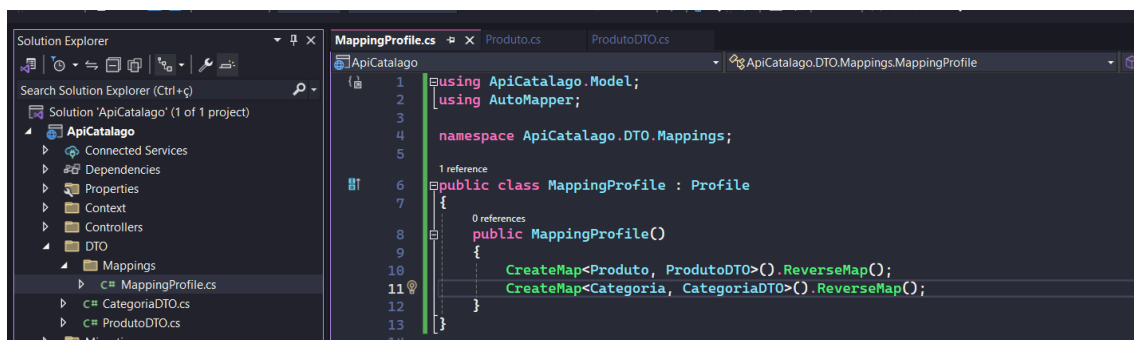 Solution Explorer
Search Solution Explorer (Ctrl+ç)
Solution 'ApiCatalago' (1 of 1 project)
ApiCatalago
Connected Services
Dependencies
Properties
Context
Controllers
DTO
Mappings
C# MappingProfile.cs
C# CategoriaDTO.cs
C# ProdutoDTO.cs
MappingProfile.cs Produto.cs ProdutoDTO.cs
ApiCatalago ApiCatalago.DTO.Mappings.MappingProfile
1 using ApiCatalago.Model;
2 using AutoMapper;
3
4 namespace ApiCatalago.DTO.Mappings;
5
1 reference
6 public class MappingProfile : Profile
7 {
0 references
8 public MappingProfile()
9 {
10 CreateMap<Produto, ProdutoDTO>().ReverseMap();
11 CreateMap<Categoria, CategoriaDTO>().ReverseMap();
12 }
13 }